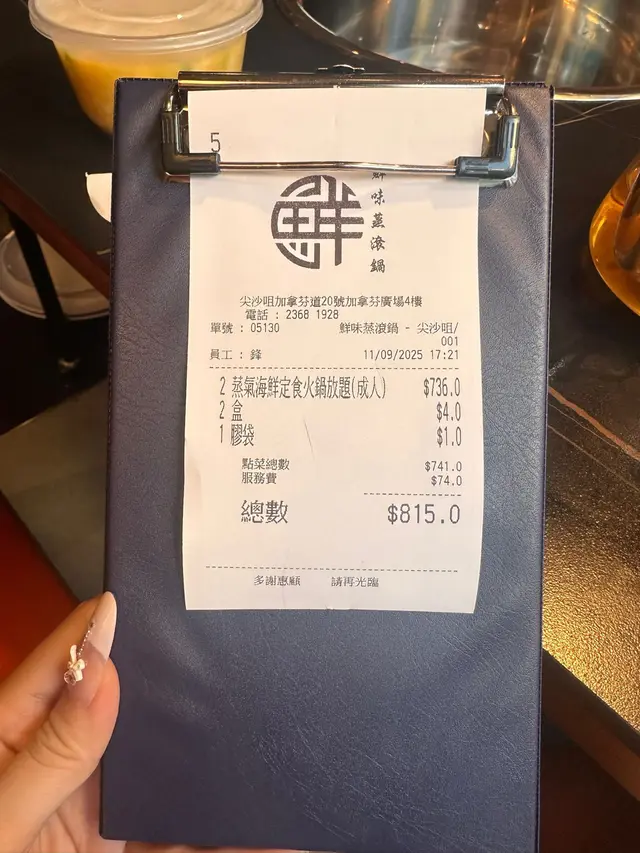 5
鮮
鮮味蒸滾鍋
尖沙咀加拿芬道20號加拿芬廣場4樓
電話 : 2368 1928
單號 : 05130 鮮味蒸滾鍋 - 尖沙咀/
001
員工 : 鋒 11/09/2025 17:21
2 蒸氣海鮮定食火鍋放題(成人) $736.0
2 盒 $4.0
1 膠袋 $1.0
點菜總數 $741.0
服務費 $74.0
總數 $815.0
多謝惠顧 請再光臨